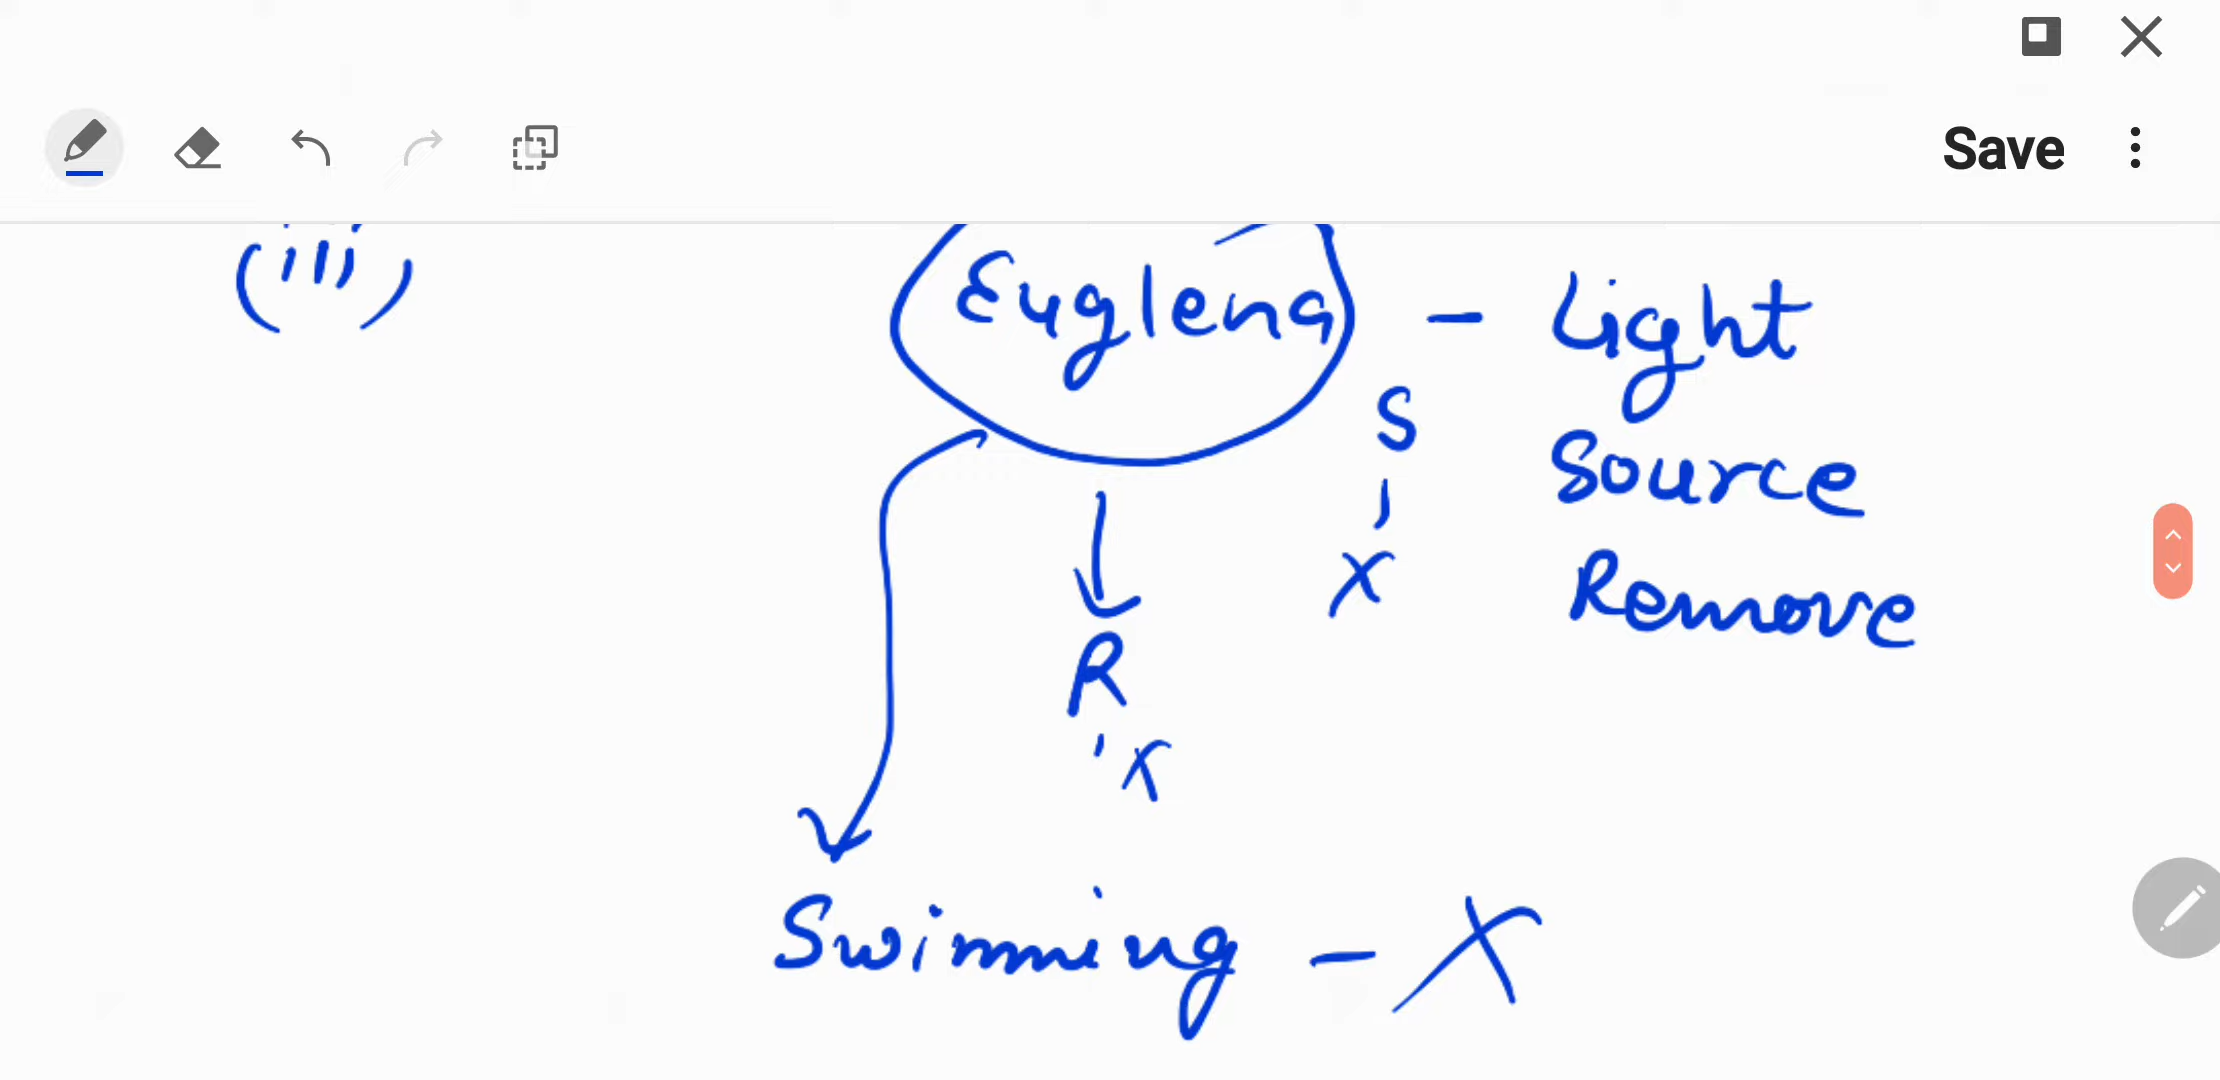 Save
(iii)
Euglena - Light
S
Source
X
Remove
R
X
Swimming - X